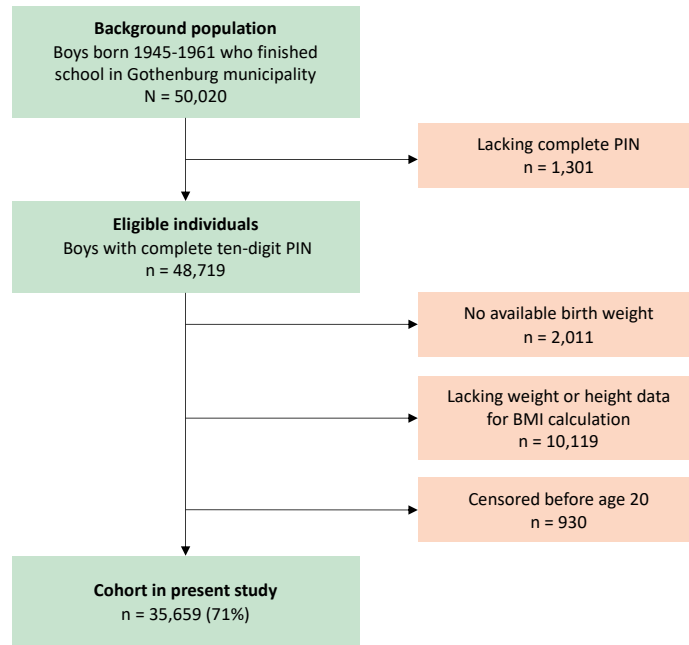 Background population
Boys born 1945-1961 who finished
school in Gothenburg municipality
N = 50,020
Lacking complete PIN
n = 1,301
Eligible individuals
Boys with complete ten-digit PIN
n = 48,719
No available birth weight
n = 2,011
Lacking weight or height data
for BMI calculation
n = 10,119
Censored before age 20
n = 930
Cohort in present study
n = 35,659 (71%)